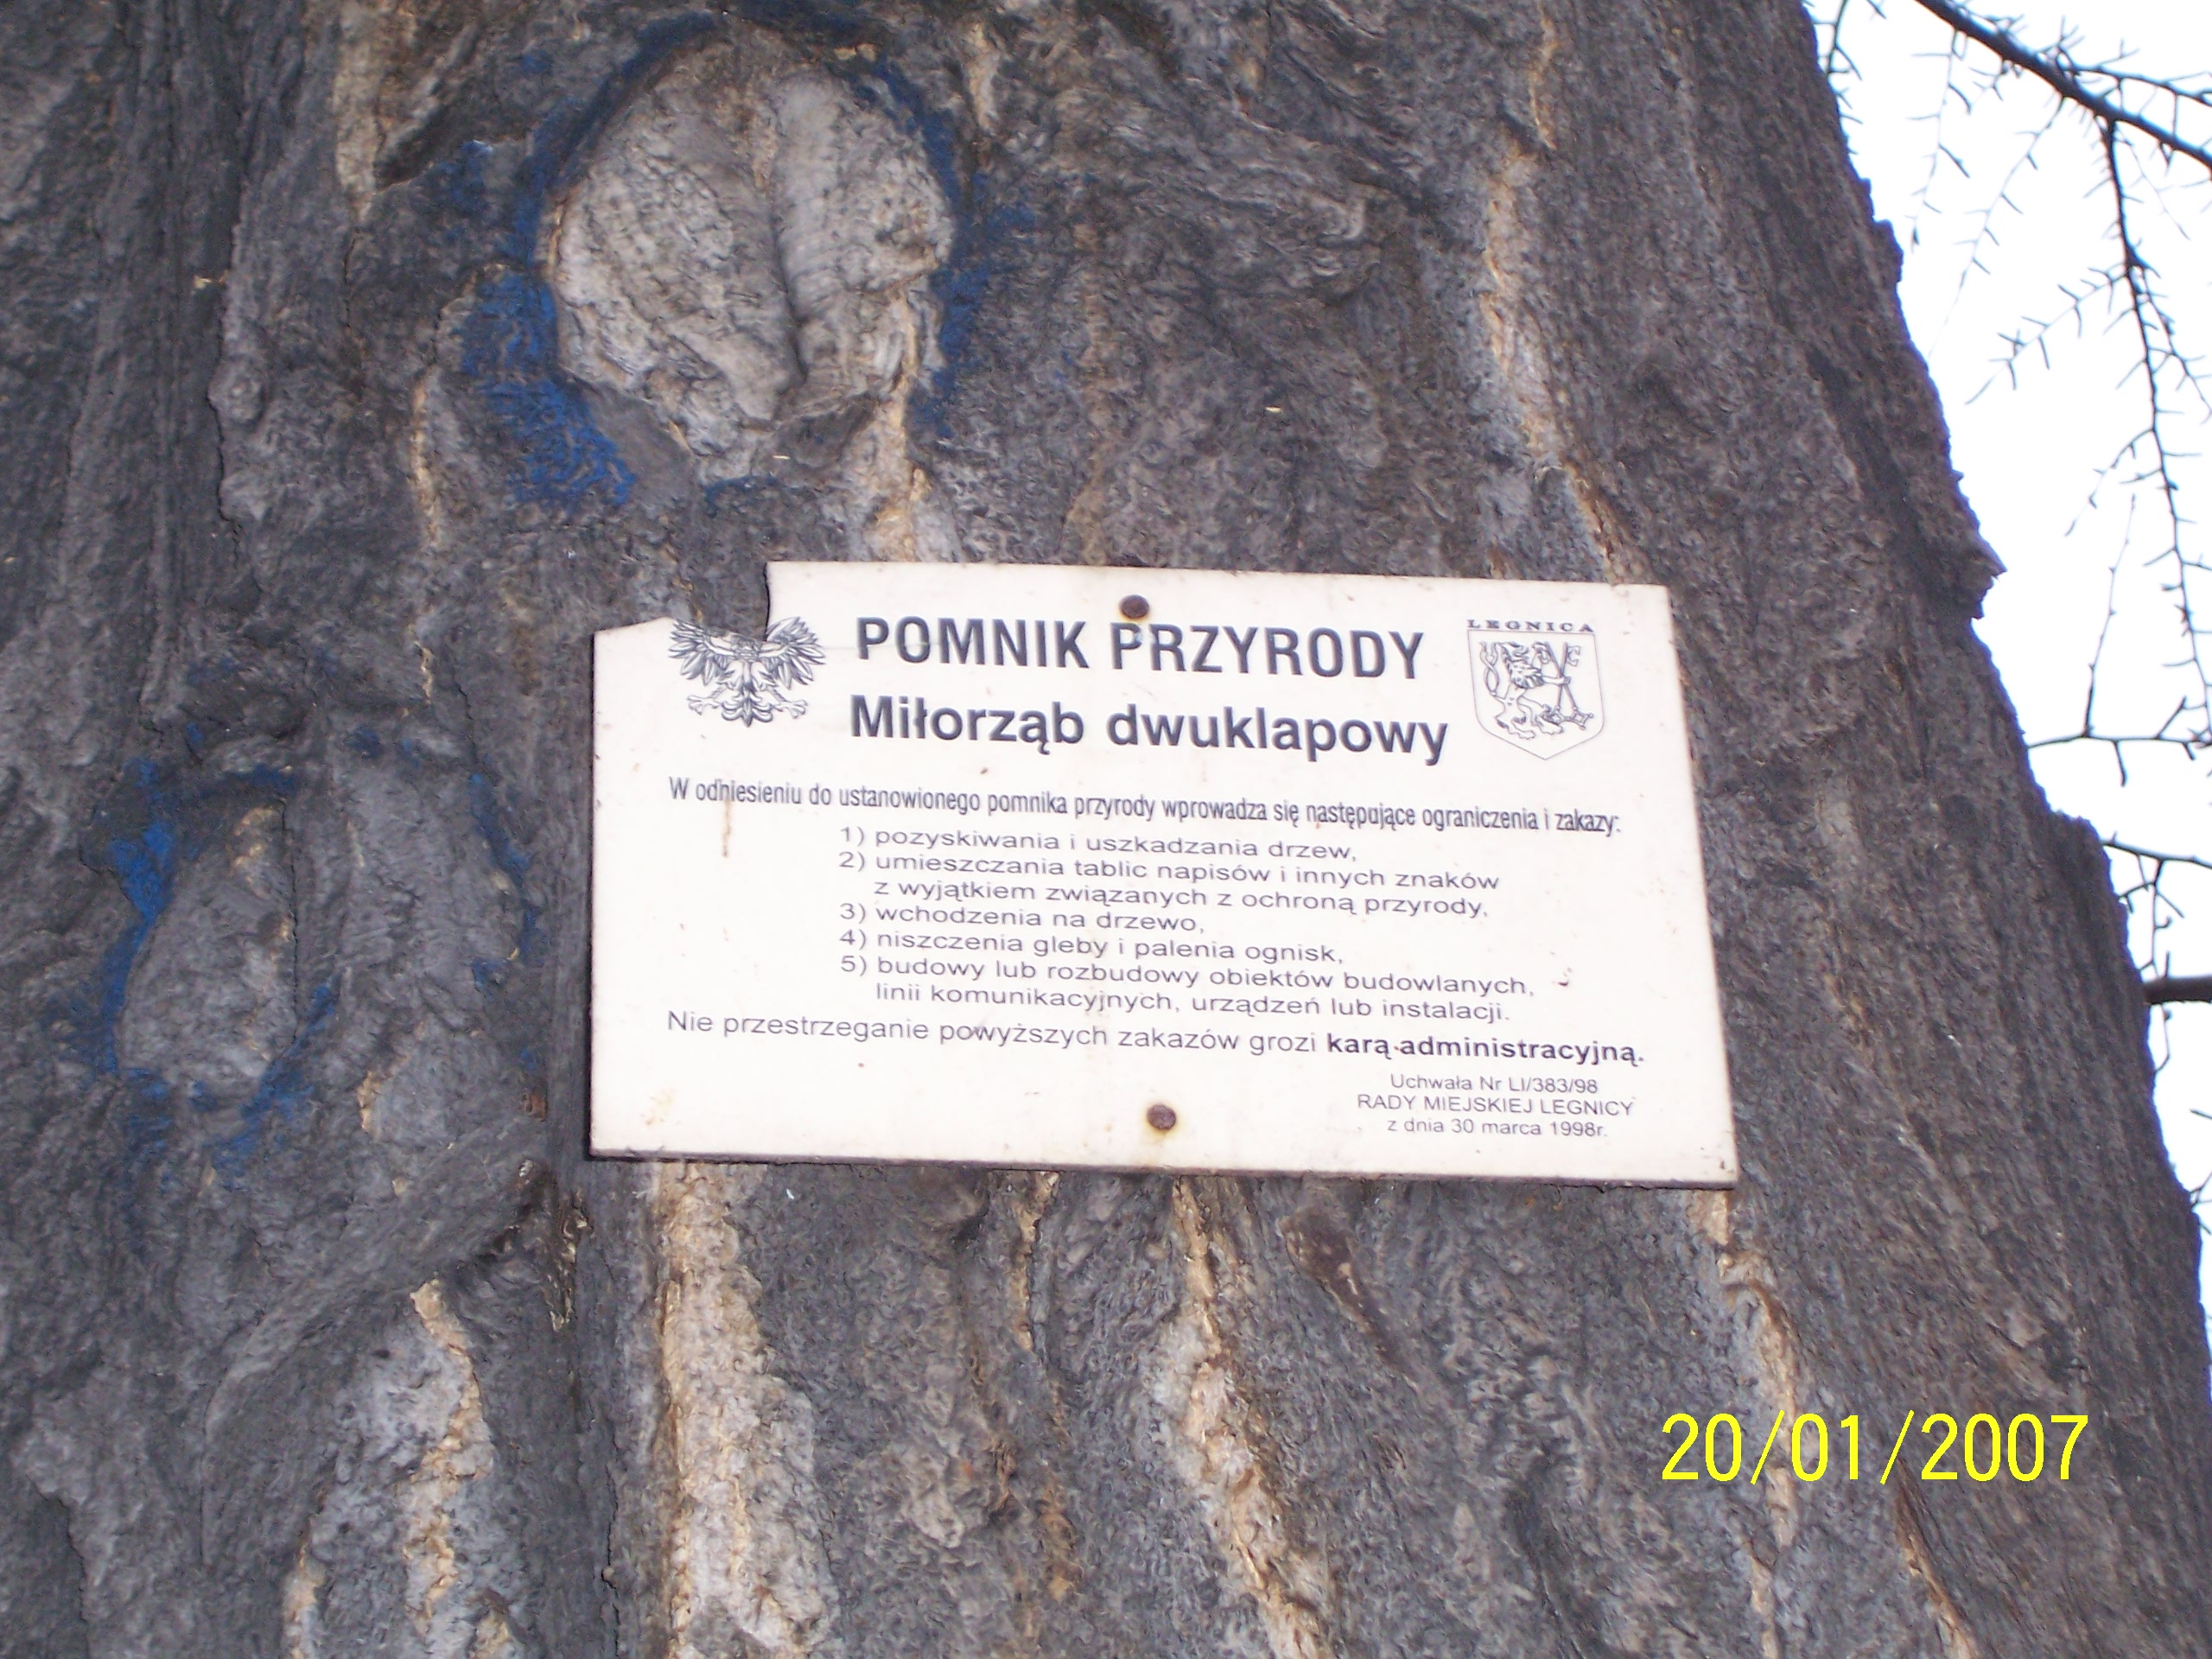 POMNIK PRZYRODY
LEGNICA
Miłorząb dwuklapowy
W odniesieniu do ustanowionego pomnika przyrody wprowadza się następujące ograniczenia i zakazy:
1) pozyskiwania i uszkadzania drzew,
2) umieszczania tablic napisów i innych znaków
z wyjątkiem związanych z ochroną przyrody,
3) wchodzenia na drzewo,
4) niszczenia gleby i palenia ognisk,
5) budowy lub rozbudowy obiektów budowlanych,
linii komunikacyjnych, urządzeń lub instalacji.
Nie przestrzeganie powyższych zakazów grozi karą administracyjną.
Uchwała Nr LI/383/98
RADY MIEJSKIEJ LEGNICY
z dnia 30 marca 1998r.
20/01/2007